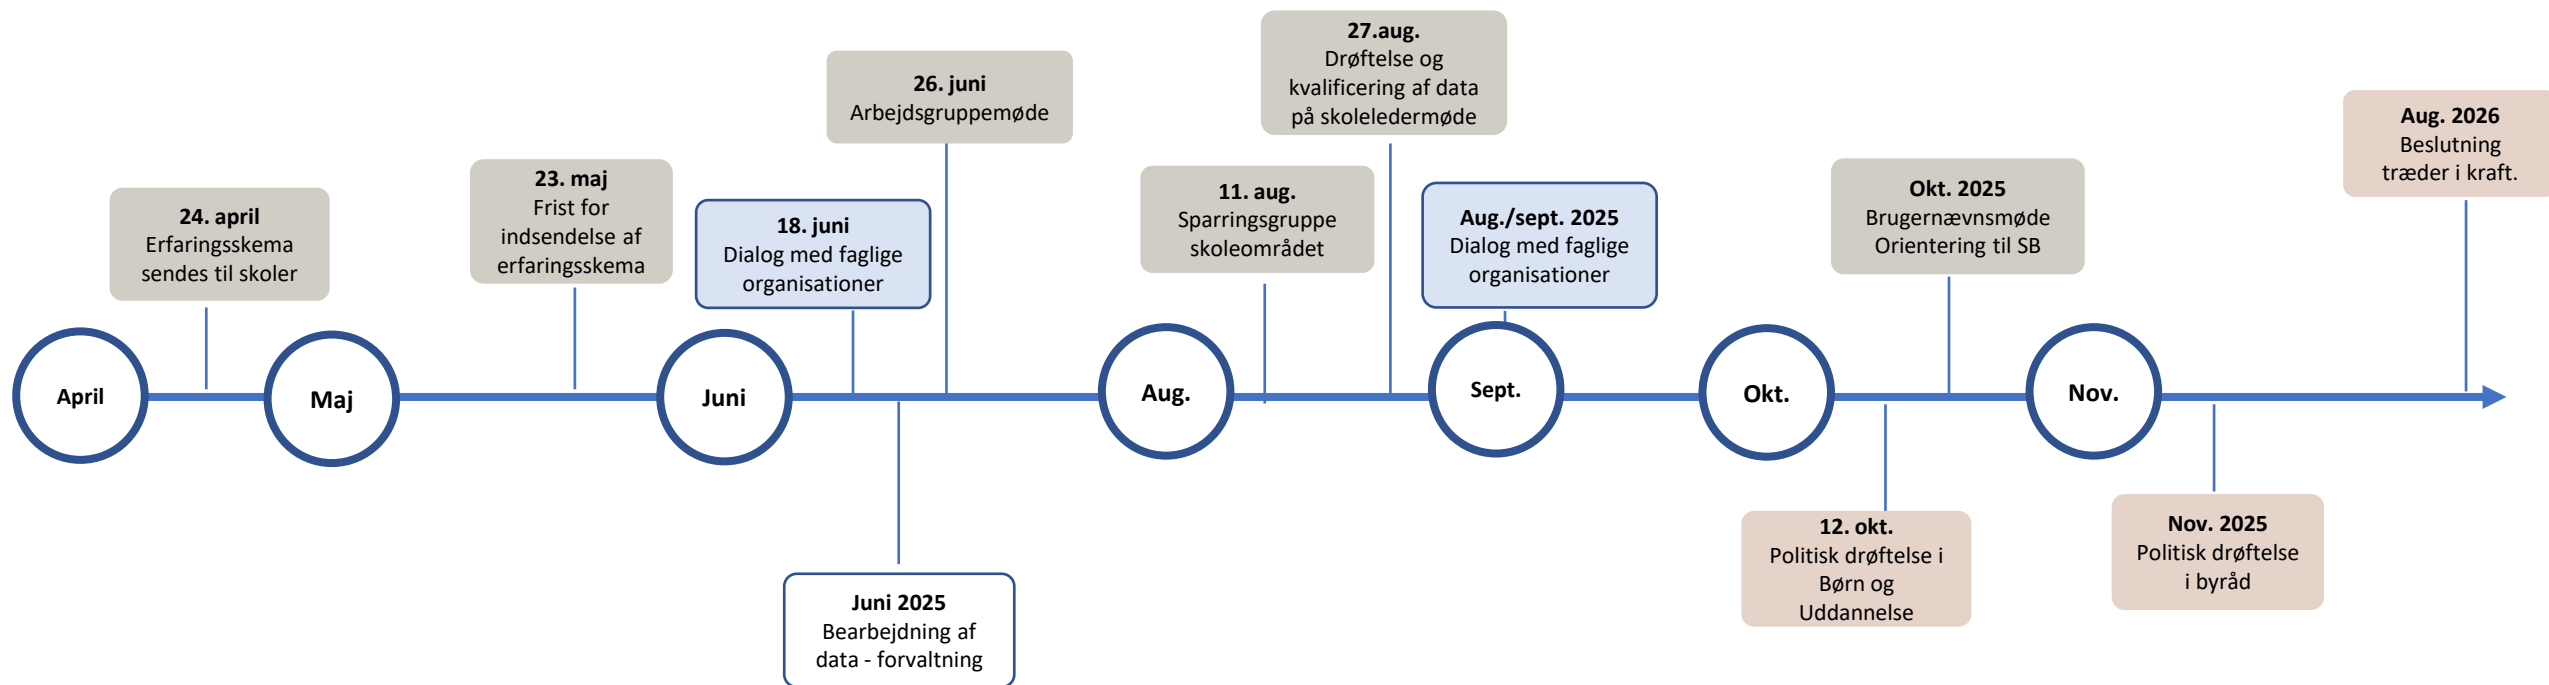 24. april
Erfaringsskema
sendes til skoler
23. maj
Frist for
indsendelse af
erfaringsskema
18. juni
Dialog med faglige
organisationer
26. juni
Arbejdsgruppemøde
11. aug.
Sparringsgruppe
skoleområdet
27.aug.
Drøftelse og
kvalificering af data
på skoleledermøde
Aug./sept. 2025
Dialog med faglige
organisationer
Okt. 2025
Brugernævnsmøde
Orientering til SB
Aug. 2026
Beslutning
træder i kraft.
April
Maj
Juni
Aug.
Sept.
Okt.
Nov.
Juni 2025
Bearbejdning af
data - forvaltning
12. okt.
Politisk drøftelse i
Børn og
Uddannelse
Nov. 2025
Politisk drøftelse
i byråd